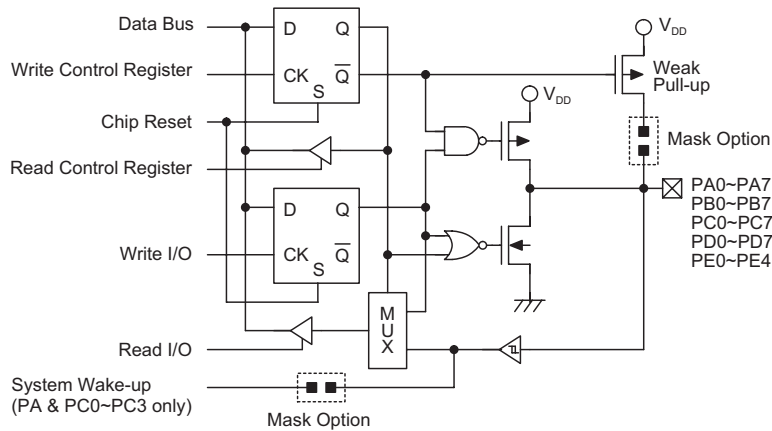 Data Bus
Write Control Register
Chip Reset
Read Control Register
Write I/O
Read I/O
System Wake-up
(PA & PC0~PC3 only)
Mask Option
D
Q
CK
Q
S
D
Q
CK
Q
S
M
U
X
VDD
VDD
Weak
Pull-up
Mask Option
PA0~PA7
PB0~PB7
PC0~PC7
PD0~PD7
PE0~PE4